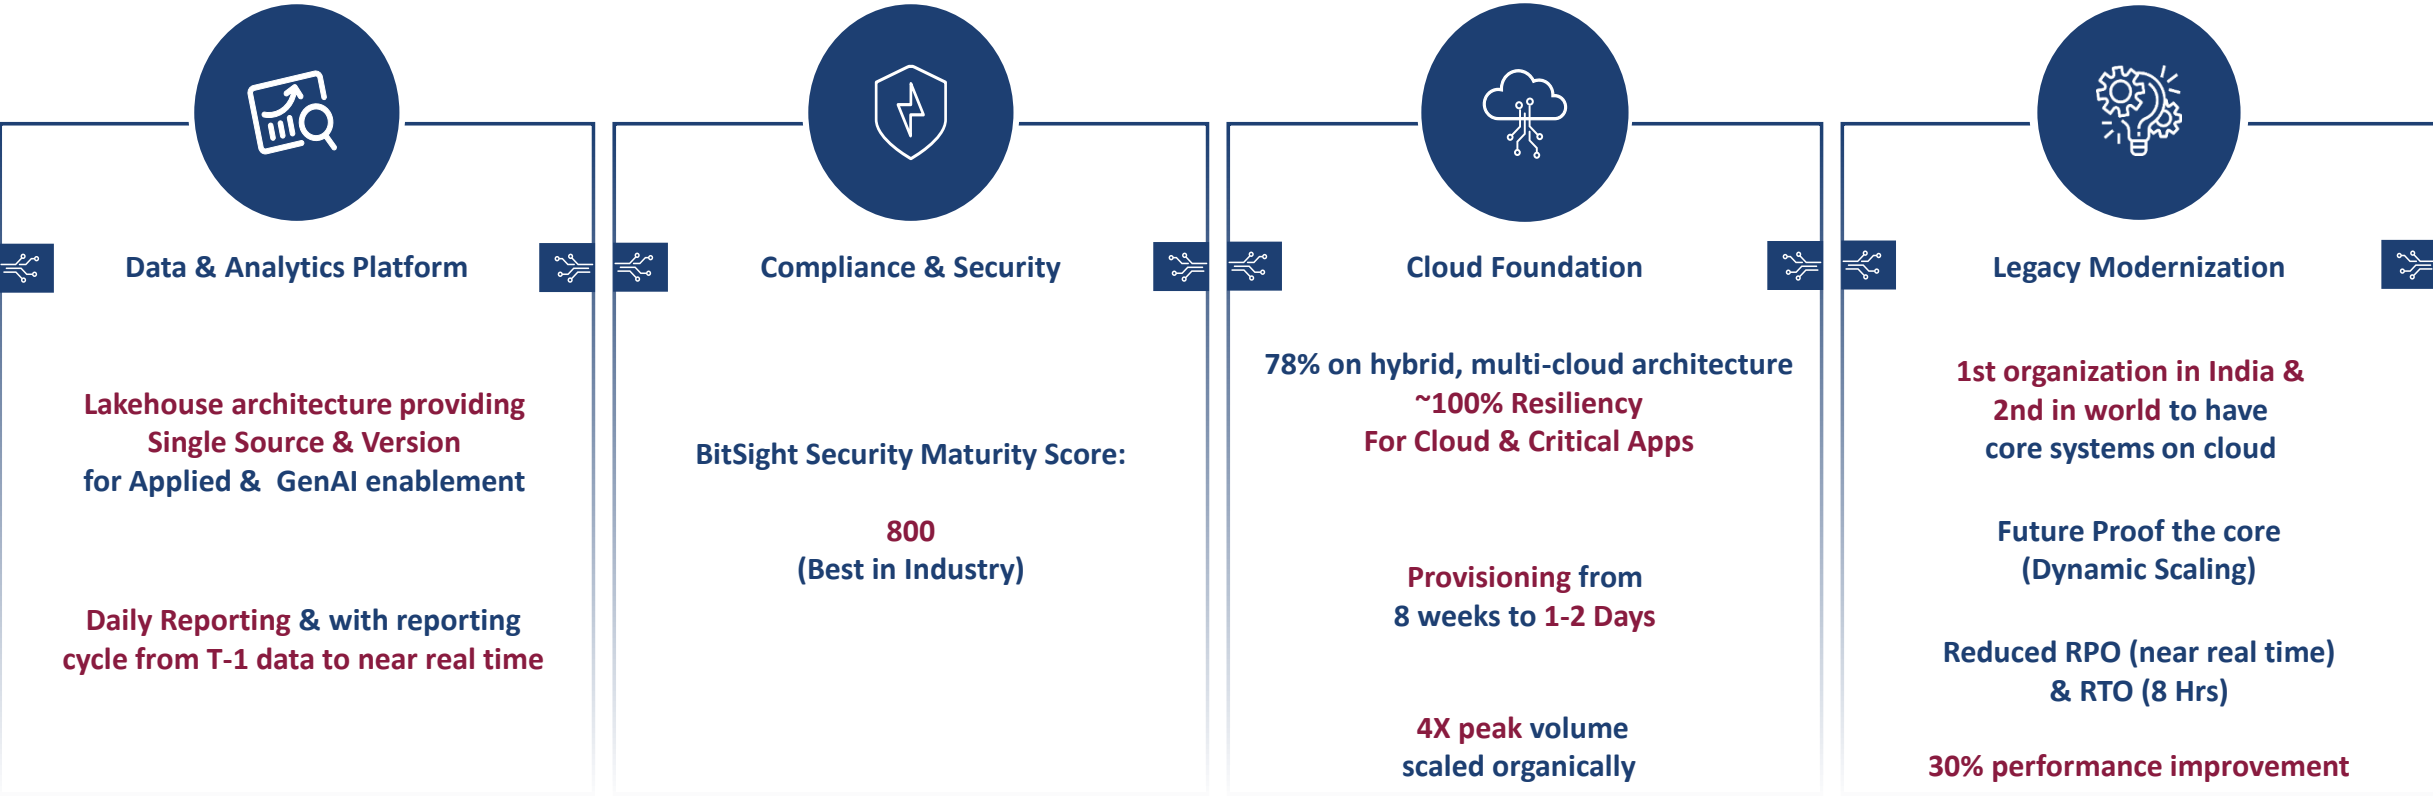 Data & Analytics Platform
Lakehouse architecture providing
Single Source & Version
for Applied & GenAI enablement
Daily Reporting & with reporting
cycle from T-1 data to near real time
Compliance & Security
BitSight Security Maturity Score:
800
(Best in Industry)
Cloud Foundation
78% on hybrid, multi-cloud architecture
~100% Resiliency
For Cloud & Critical Apps
Provisioning from
8 weeks to 1-2 Days
4X peak volume
scaled organically
Legacy Modernization
1st organization in India &
2nd in world to have
core systems on cloud
Future Proof the core
(Dynamic Scaling)
Reduced RPO (near real time)
& RTO (8 Hrs)
30% performance improvement